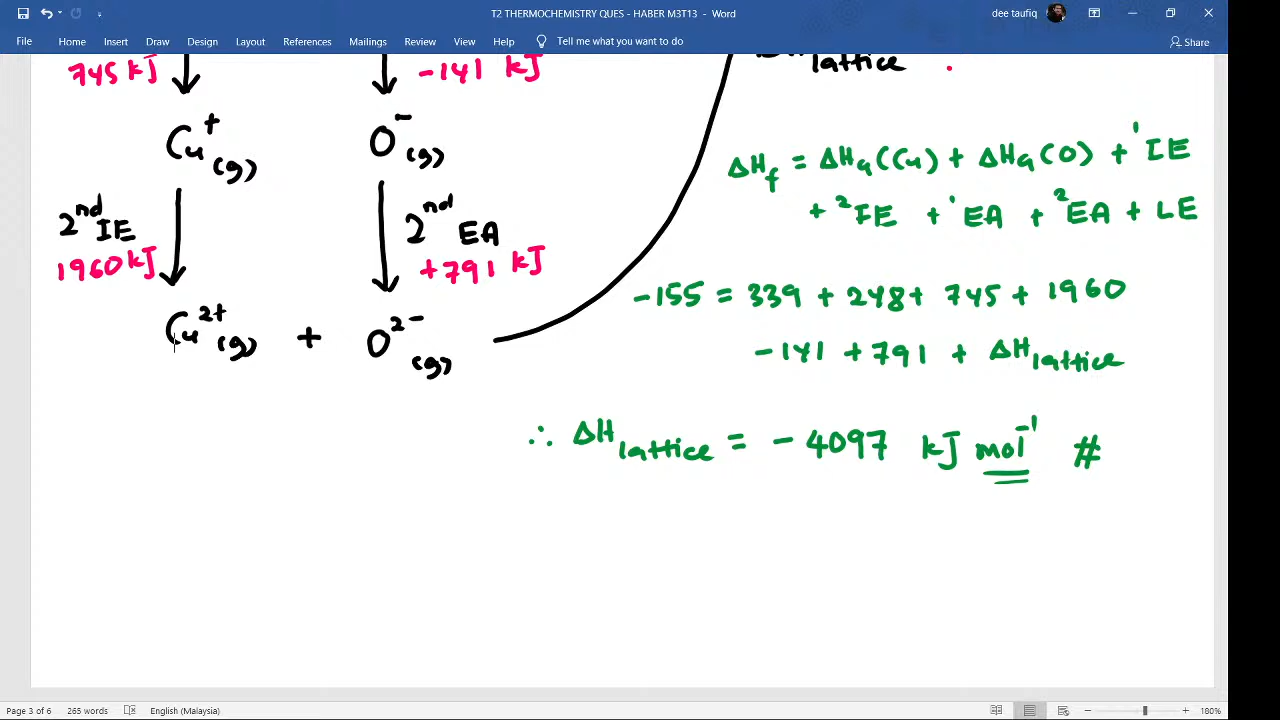 T2 THERMOCHEMISTRY QUES - HABER M3T13 - Word
dee taufiq
File Home Insert Draw Design Layout References Mailings Review View Help Tell me what you want to do Share
745 kJ
-141 kJ
lattice
Cu⁺(g)
O⁻(g)
2nd IE
1960 kJ
2nd EA
+791 kJ
Cu²⁺(g) + O²⁻(g)
ΔHf = ΔHa(Cu) + ΔHa(O) + ¹IE
+ ²IE + ¹EA + ²EA + LE
-155 = 339 + 248 + 745 + 1960
-141 + 791 + ΔHlattice
∴ ΔHlattice = -4097 kJ mol⁻¹ #
Page 3 of 6 265 words English (Malaysia) 180%